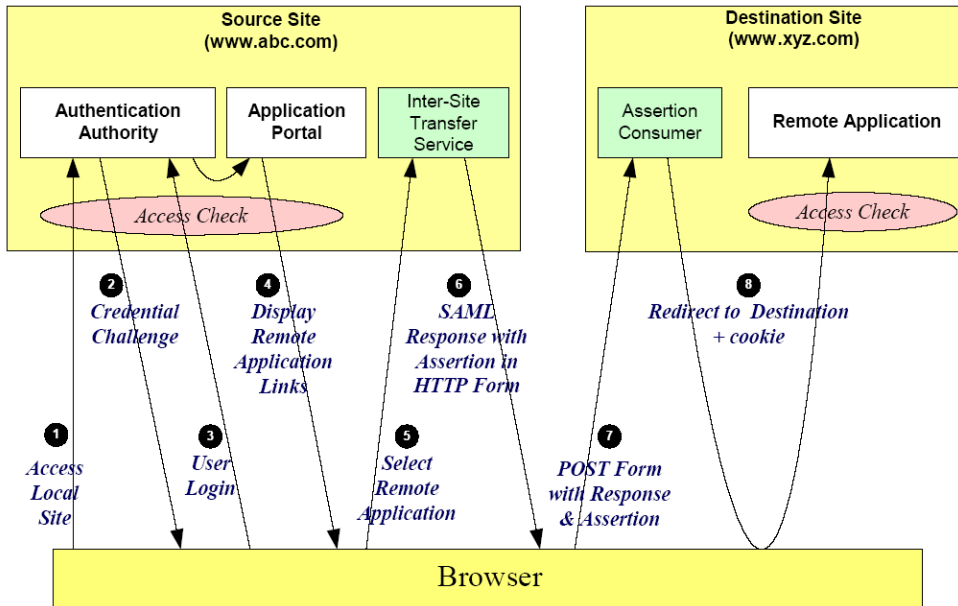 Source Site
(www.abc.com)
Destination Site
(www.xyz.com)
Authentication
Authority
Application
Portal
Inter-Site
Transfer
Service
Assertion
Consumer
Remote Application
Access Check
Access Check
1
Access
Local
Site
2
Credential
Challenge
3
User
Login
4
Display
Remote
Application
Links
5
Select
Remote
Application
6
SAML
Response with
Assertion in
HTTP Form
7
POST Form
with Response
& Assertion
8
Redirect to Destination
+ cookie
Browser